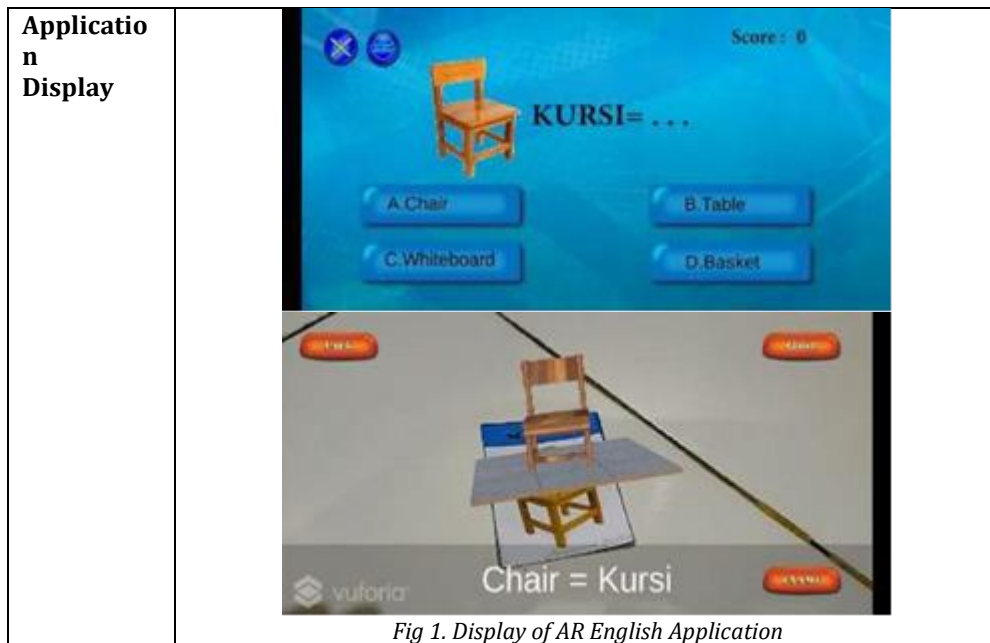 Applicatio
n
Display
Score : 0
KURSI= . . .
A.Chair
B.Table
C.Whiteboard
D.Basket
Chair = Kursi
vuforia
Fig 1. Display of AR English Application